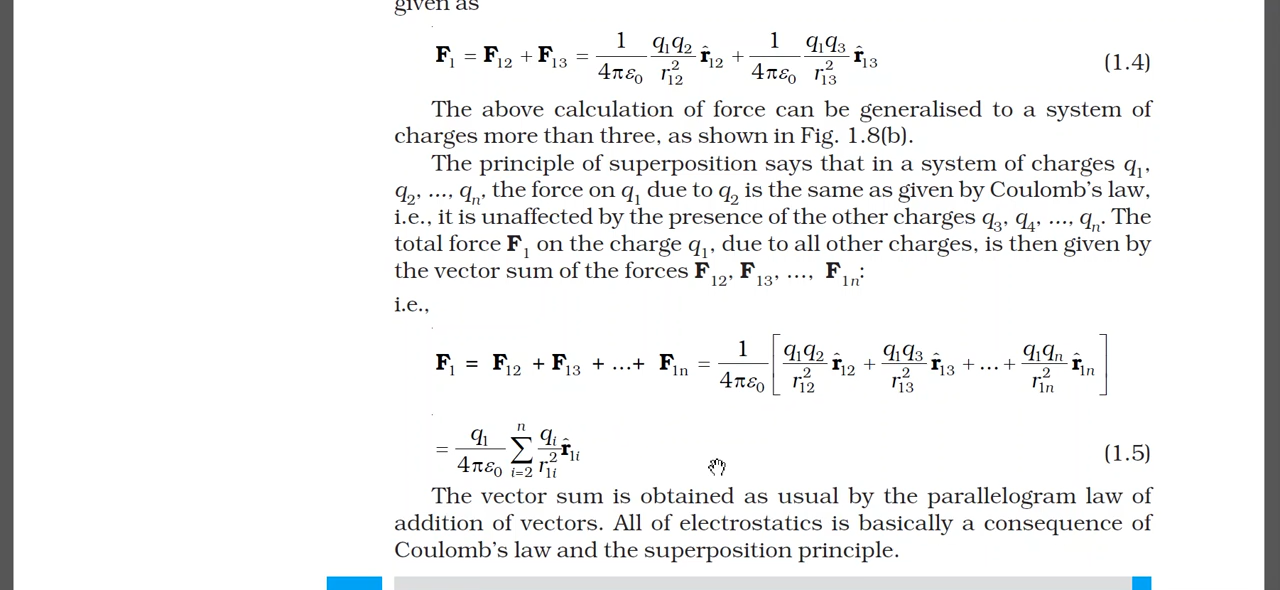 given as
F₁ = F₁₂ + F₁₃ = 1/4πε₀ q₁q₂/r₁₂² r̂₁₂ + 1/4πε₀ q₁q₃/r₁₃² r̂₁₃ (1.4)
The above calculation of force can be generalised to a system of
charges more than three, as shown in Fig. 1.8(b).
The principle of superposition says that in a system of charges q₁,
q₂, ..., qₙ, the force on q₁ due to q₂ is the same as given by Coulomb's law,
i.e., it is unaffected by the presence of the other charges q₃, q₄, ..., qₙ. The
total force F₁ on the charge q₁, due to all other charges, is then given by
the vector sum of the forces F₁₂, F₁₃, ..., F₁ₙ:
i.e.,
F₁ = F₁₂ + F₁₃ + ...+ F₁ₙ = 1/4πε₀ [q₁q₂/r₁₂² r̂₁₂ + q₁q₃/r₁₃² r̂₁₃ + ... + q₁qₙ/r₁ₙ² r̂₁ₙ]
= q₁/4πε₀ ∑ᵢ₌₂ⁿ qᵢ/r₁ᵢ² r̂₁ᵢ (1.5)
The vector sum is obtained as usual by the parallelogram law of
addition of vectors. All of electrostatics is basically a consequence of
Coulomb's law and the superposition principle.